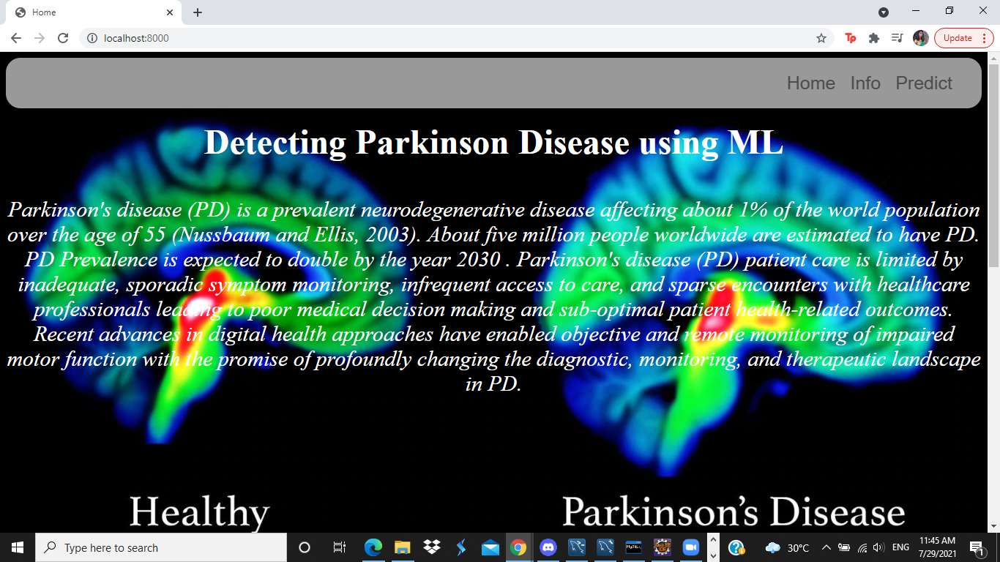 Home
localhost:8000
Update
Home Info Predict
Detecting Parkinson Disease using ML
Parkinson's disease (PD) is a prevalent neurodegenerative disease affecting about 1% of the world population
over the age of 55 (Nussbaum and Ellis, 2003). About five million people worldwide are estimated to have PD.
PD Prevalence is expected to double by the year 2030 . Parkinson's disease (PD) patient care is limited by
inadequate, sporadic symptom monitoring, infrequent access to care, and sparse encounters with healthcare
professionals leading to poor medical decision making and sub-optimal patient health-related outcomes.
Recent advances in digital health approaches have enabled objective and remote monitoring of impaired
motor function with the promise of profoundly changing the diagnostic, monitoring, and therapeutic landscape
in PD.
Healthy
Parkinson's Disease
Type here to search
30°C
ENG
11:45 AM
7/29/2021